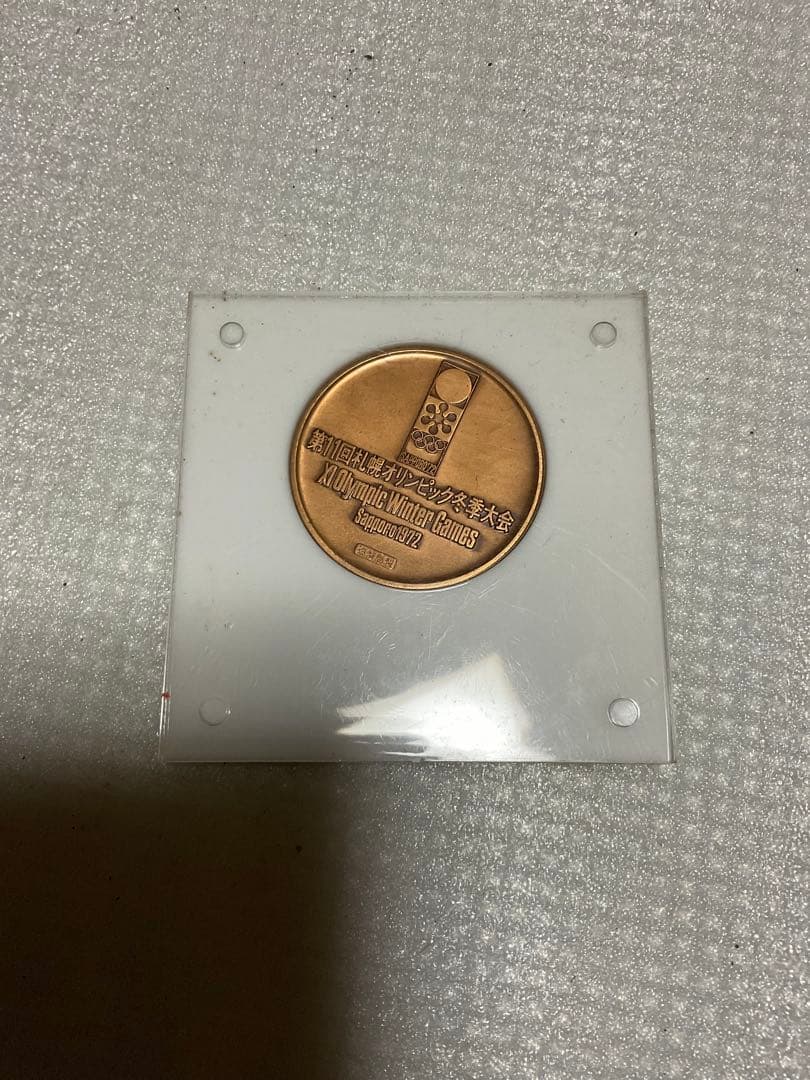 SAPPORO'72
第11回札幌オリンピック冬季大会
XI Olympic Winter Games
Sapporo 1972